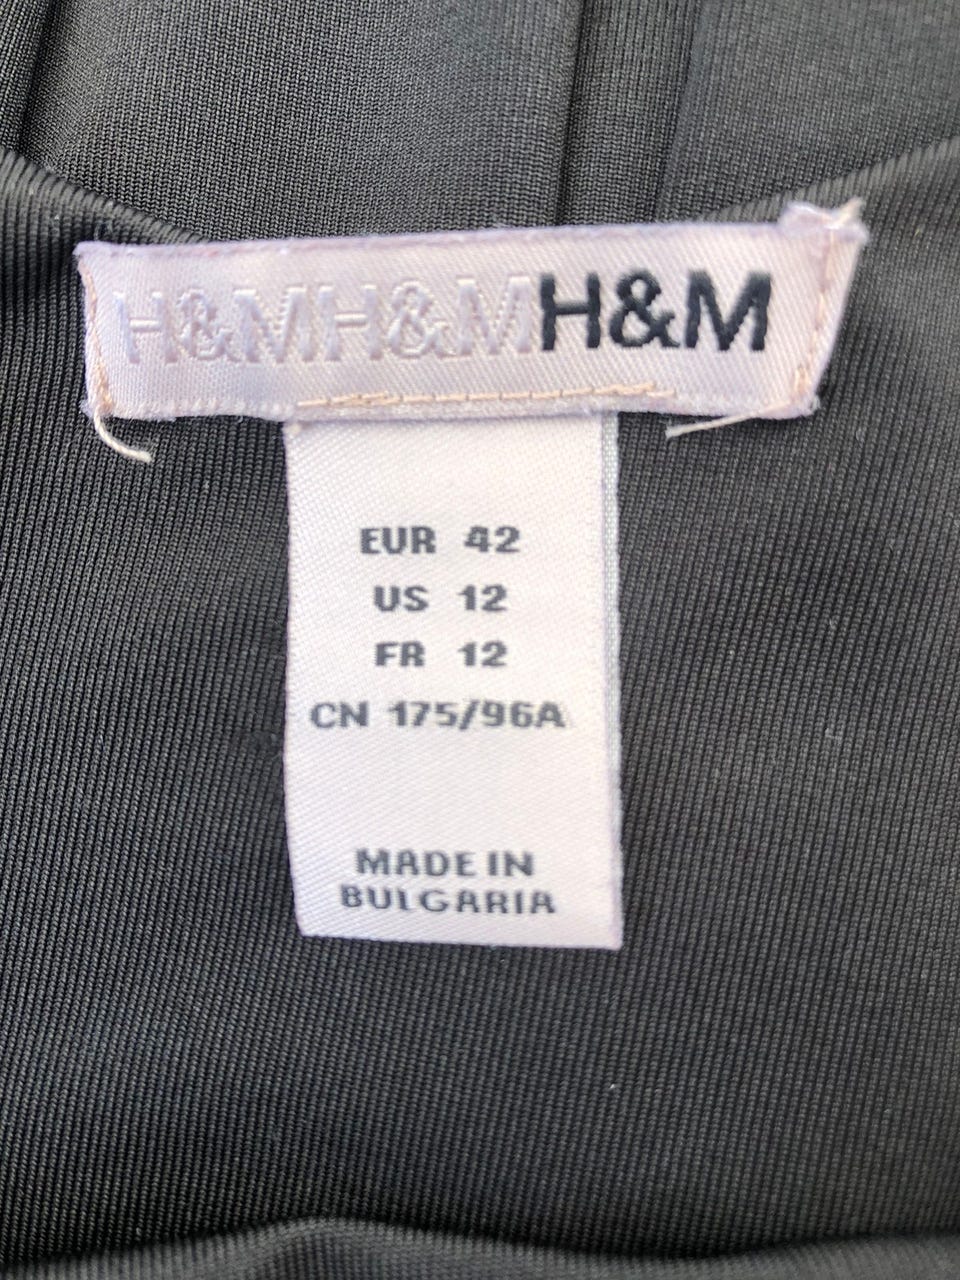 H&MH&MH&M
EUR 42
US 12
FR 12
CN 175/96A
MADE IN
BULGARIA